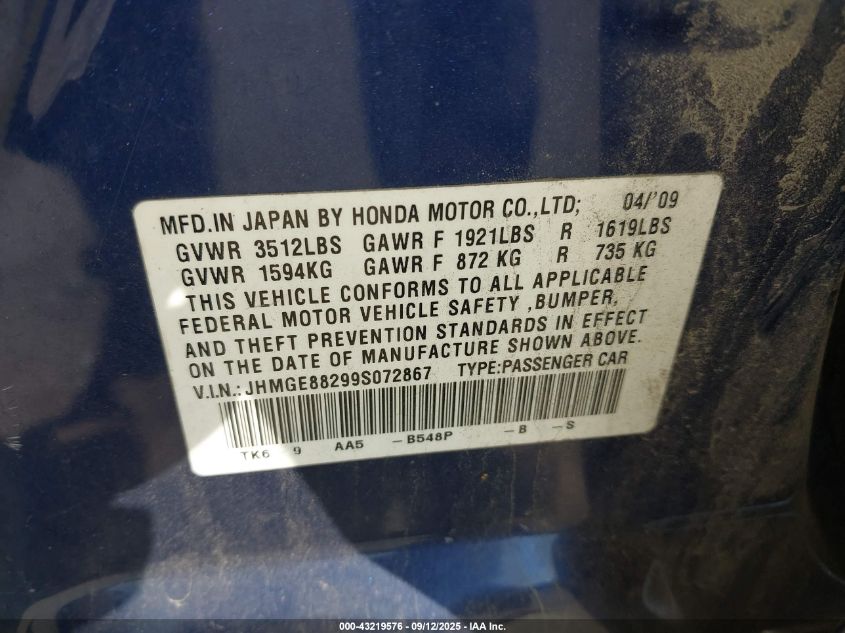 MFD.IN JAPAN BY HONDA MOTOR CO.,LTD; 04/'09
GVWR 3512LBS GAWR F 1921LBS R 1619LBS
GVWR 1594KG GAWR F 872 KG R 735 KG
THIS VEHICLE CONFORMS TO ALL APPLICABLE
FEDERAL MOTOR VEHICLE SAFETY ,BUMPER,
AND THEFT PREVENTION STANDARDS IN EFFECT
ON THE DATE OF MANUFACTURE SHOWN ABOVE.
V.I.N.: JHMGE88299S072867 TYPE:PASSENGER CAR
TK6 9 AA5 -B548P -B -S
000-43219576 - 09/12/2025 - IAA Inc.